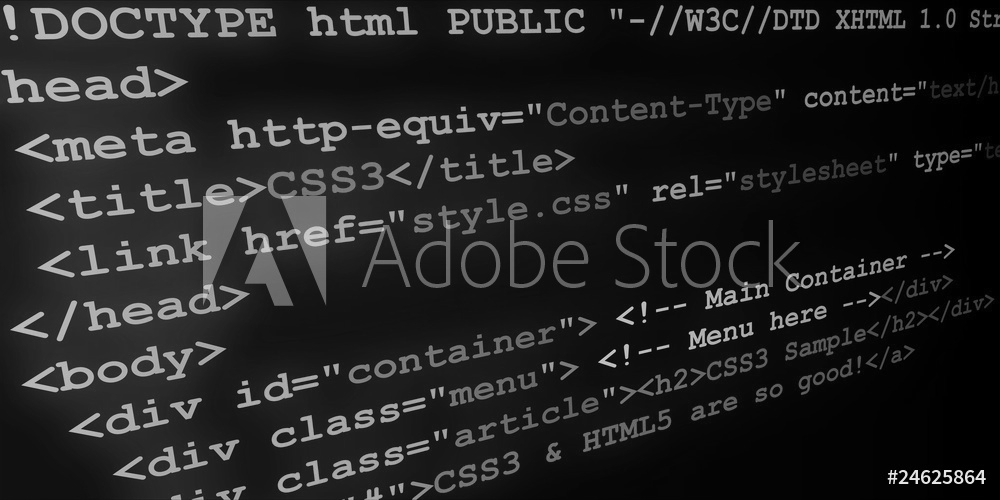 !DOCTYPE html PUBLIC "-//W3C//DTD XHTML 1.0
head>
<meta http-equiv="Content-Type" content="text/h
<title>CSS3</title>
<link href="style.css" rel="stylesheet" type="te
</head>
<body>
<div id="container"> <!-- Main Container -->
<div class="menu"> <!-- Menu here --></div>
div class="article"><h2>CSS3 Sample</h2></div>
"#">CSS3 & HTML5 are so good!</a>
Adobe Stock
#24625864